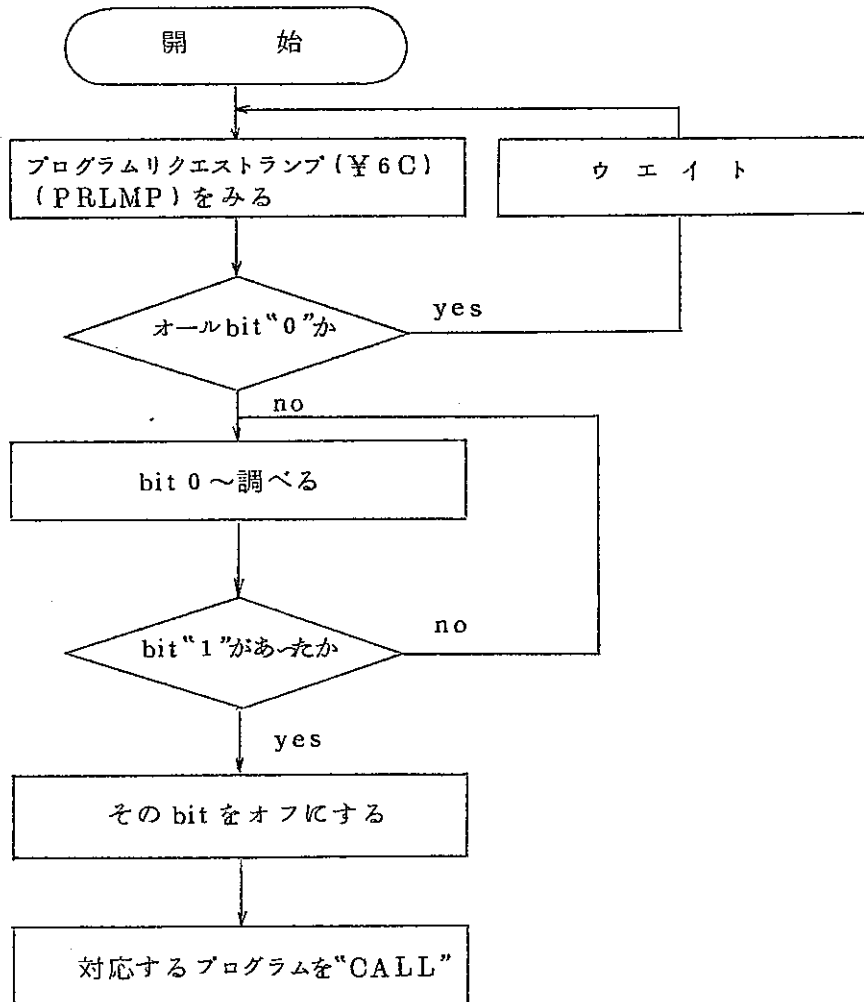 開　　始
プログラムリクエストランプ(¥6C)
(PRLMP)をみる
ウエイト
オールbit“0”か
yes
no
bit 0～調べる
bit“1”があったか
no
yes
そのbitをオフにする
対応するプログラムを“CALL”